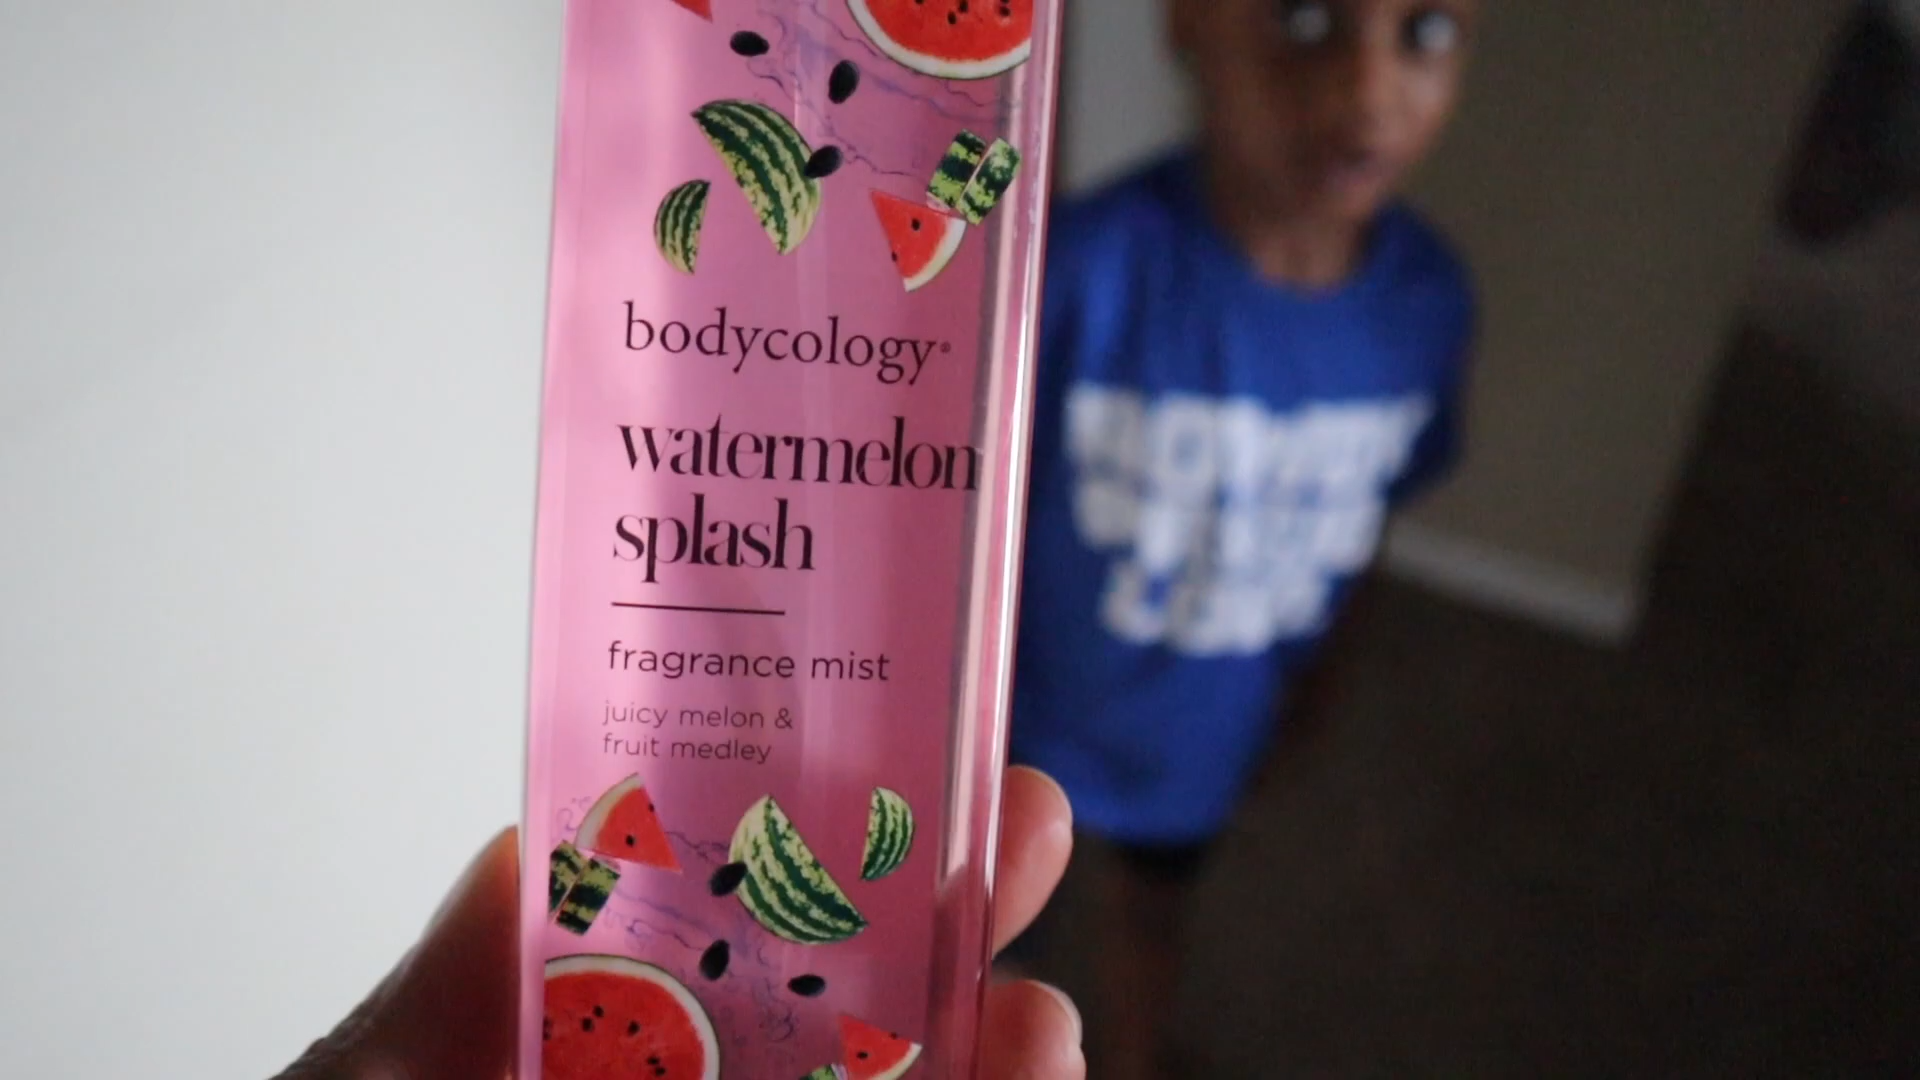 bodycology®
watermelon
splash
fragrance mist
juicy melon &
fruit medley